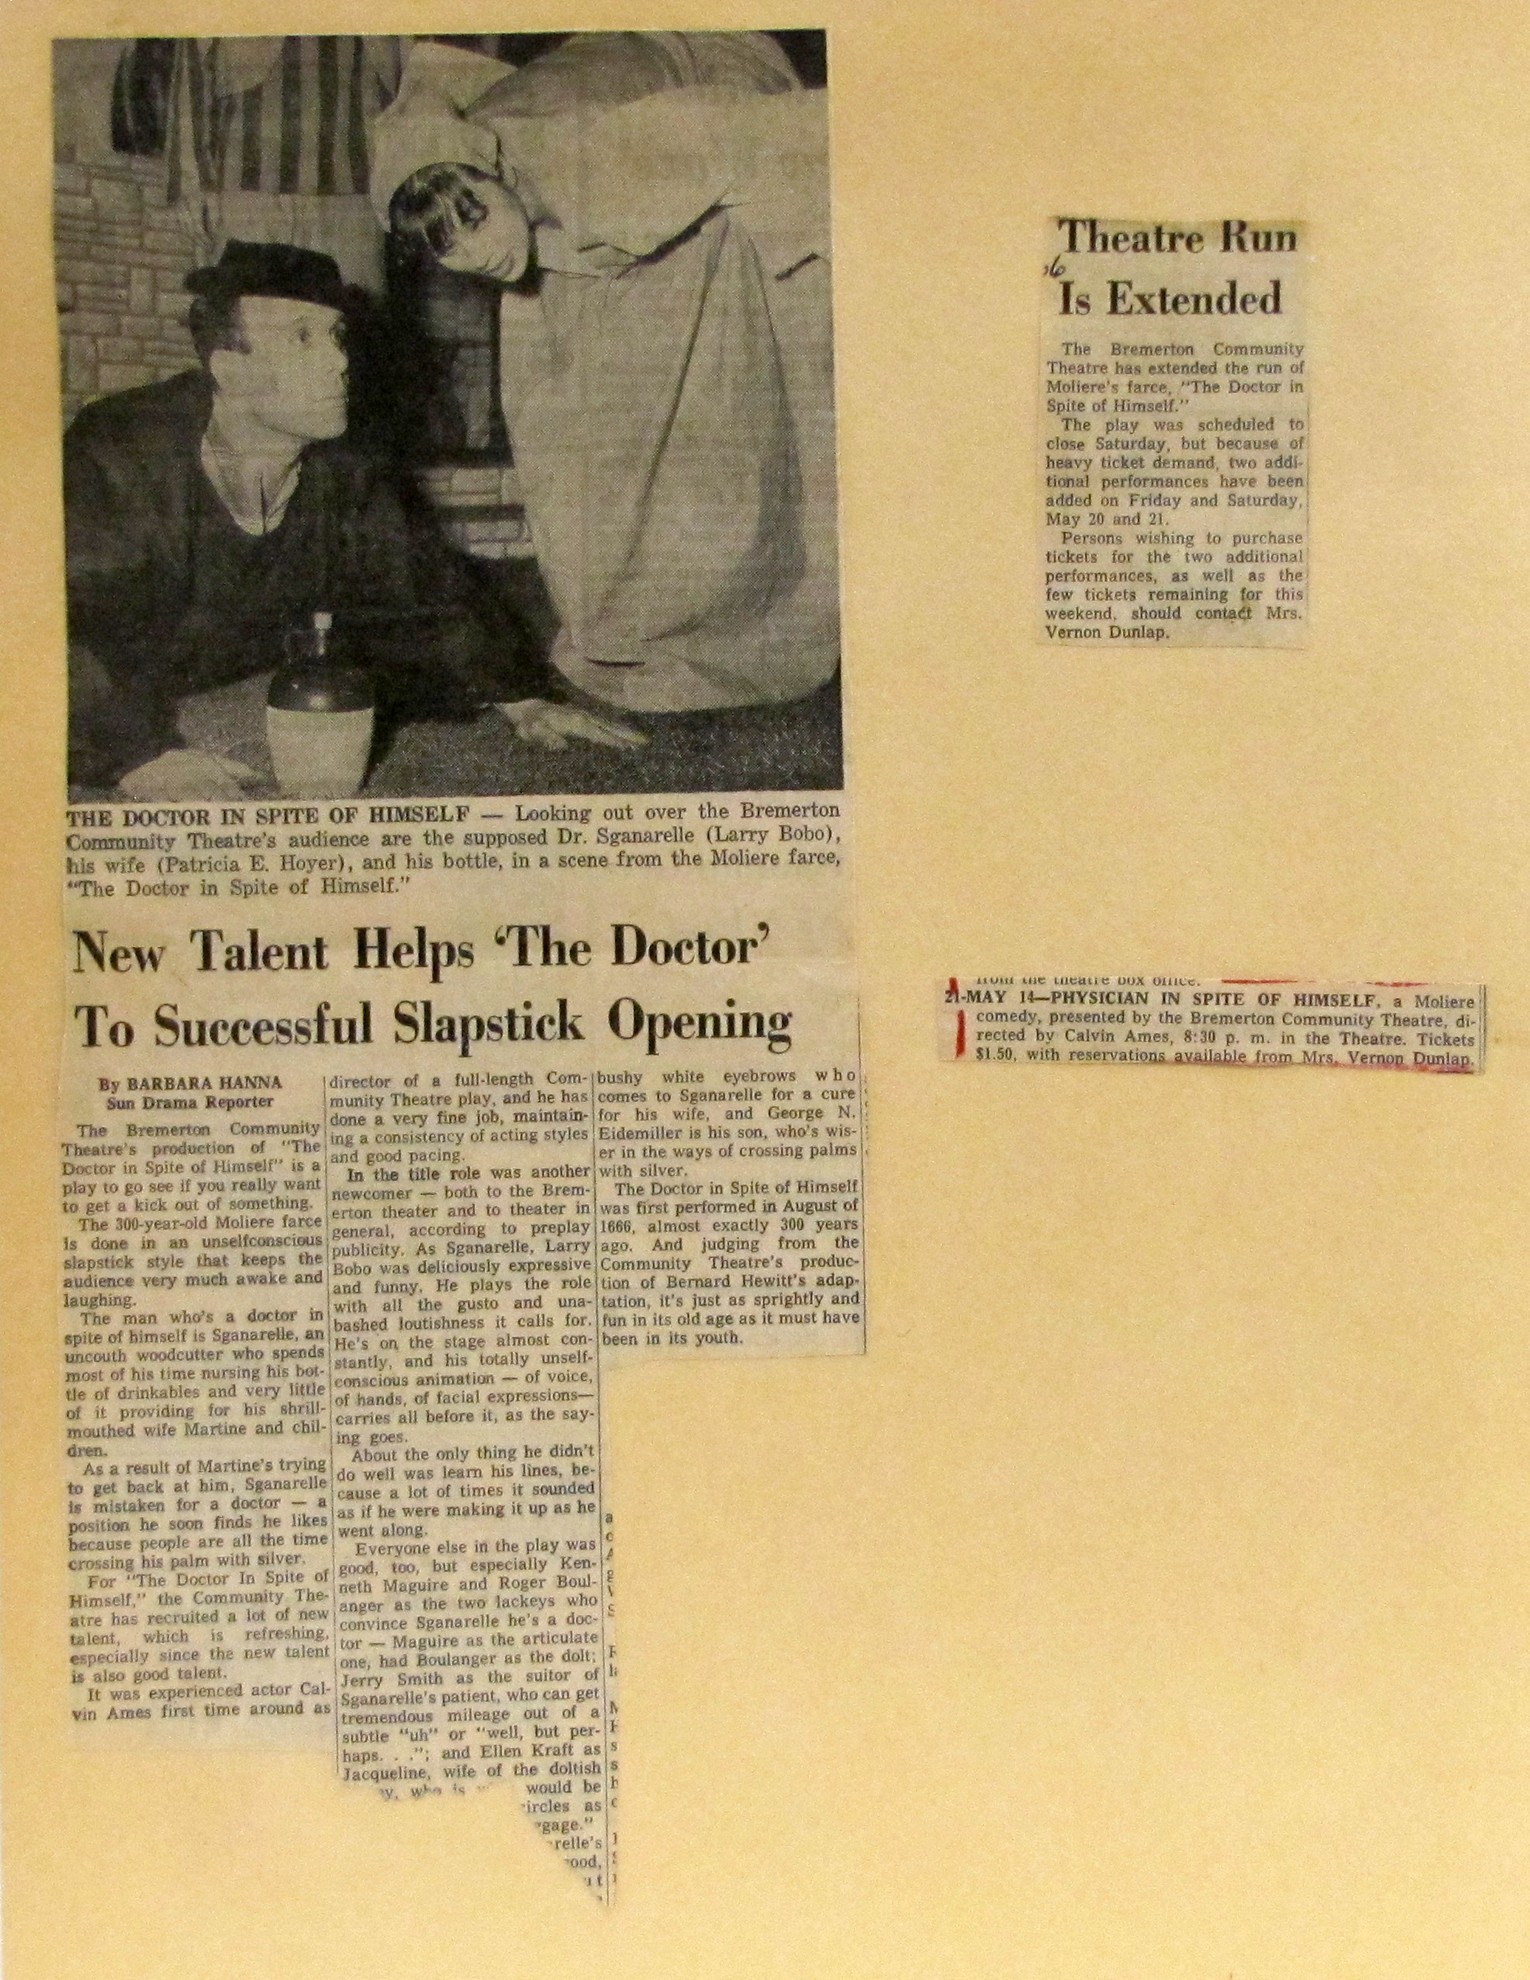 THE DOCTOR IN SPITE OF HIMSELF — Looking out over the Bremerton
Community Theatre's audience are the supposed Dr. Sganarelle (Larry Bobo),
his wife (Patricia E. Hoyer), and his bottle, in a scene from the Moliere farce,
"The Doctor in Spite of Himself."
New Talent Helps 'The Doctor'
To Successful Slapstick Opening
By BARBARA HANNA
Sun Drama Reporter
The Bremerton Community
Theatre's production of "The
Doctor in Spite of Himself" is a
play to go see if you really want
to get a kick out of something.
The 300-year-old Moliere farce
is done in an unselfconscious
slapstick style that keeps the
audience very much awake and
laughing.
The man who's a doctor in
spite of himself is Sganarelle, an
uncouth woodcutter who spends
most of his time nursing his bot-
tle of drinkables and very little
of it providing for his shrill-
mouthed wife Martine and chil-
dren.
As a result of Martine's trying
to get back at him, Sganarelle
is mistaken for a doctor — a
position he soon finds he likes
because people are all the time
crossing his palm with silver.
For "The Doctor In Spite of
Himself," the Community The-
atre has recruited a lot of new
talent, which is refreshing,
especially since the new talent
is also good talent.
It was experienced actor Cal-
vin Ames first time around as
director of a full-length Com-
munity Theatre play, and he has
done a very fine job, maintain-
ing a consistency of acting styles
and good pacing.
In the title role was another
newcomer — both to the Brem-
erton theater and to theater in
general, according to preplay
publicity. As Sganarelle, Larry
Bobo was deliciously expressive
and funny. He plays the role
with all the gusto and una-
bashed loutishness it calls for.
He's on the stage almost con-
stantly, and his totally unself-
conscious animation — of voice,
of hands, of facial expressions—
carries all before it, as the say-
ing goes.
About the only thing he didn't
do well was learn his lines, be-
cause a lot of times it sounded
as if he were making it up as he
went along.
Everyone else in the play was
good, too, but especially Ken-
neth Maguire and Roger Boul-
anger as the two lackeys who
convince Sganarelle he's a doc-
tor — Maguire as the articulate
one, had Boulanger as the dolt;
Jerry Smith as the suitor of
Sganarelle's patient, who can get
tremendous mileage out of a
subtle "uh" or "well, but per-
haps. . ."; and Ellen Kraft as
Jacqueline, wife of the doltish
would be
as
bushy white eyebrows who
comes to Sganarelle for a cure
for his wife, and George N.
Eidemiller is his son, who's wis-
er in the ways of crossing palms
with silver.
The Doctor in Spite of Himself
was first performed in August of
1666, almost exactly 300 years
ago. And judging from the
Community Theatre's produc-
tion of Bernard Hewitt's adap-
tation, it's just as sprightly and
fun in its old age as it must have
been in its youth.
Theatre Run
Is Extended
The Bremerton Community
Theatre has extended the run of
Moliere's farce, "The Doctor in
Spite of Himself."
The play was scheduled to
close Saturday, but because of
heavy ticket demand, two addi-
tional performances have been
added on Friday and Saturday,
May 20 and 21.
Persons wishing to purchase
tickets for the two additional
performances, as well as the
few tickets remaining for this
weekend, should contact Mrs.
Vernon Dunlap.
from the theatre box office.
21-MAY 14—PHYSICIAN IN SPITE OF HIMSELF, a Moliere
comedy, presented by the Bremerton Community Theatre, di-
rected by Calvin Ames, 8:30 p. m. in the Theatre. Tickets
$1.50, with reservations available from Mrs. Vernon Dunlap.